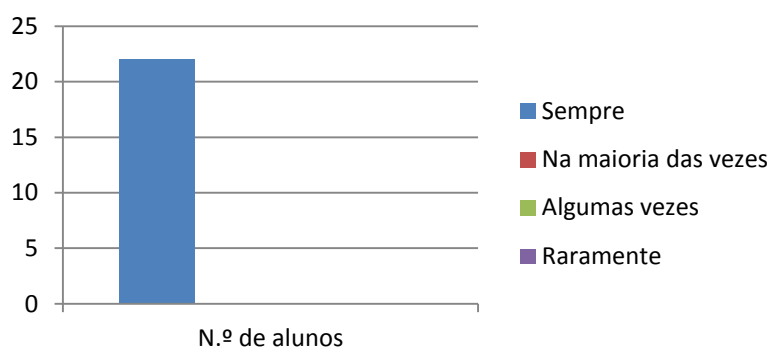 25
20
15
10
5
0
N.º de alunos
Sempre
Na maioria das vezes
Algumas vezes
Raramente